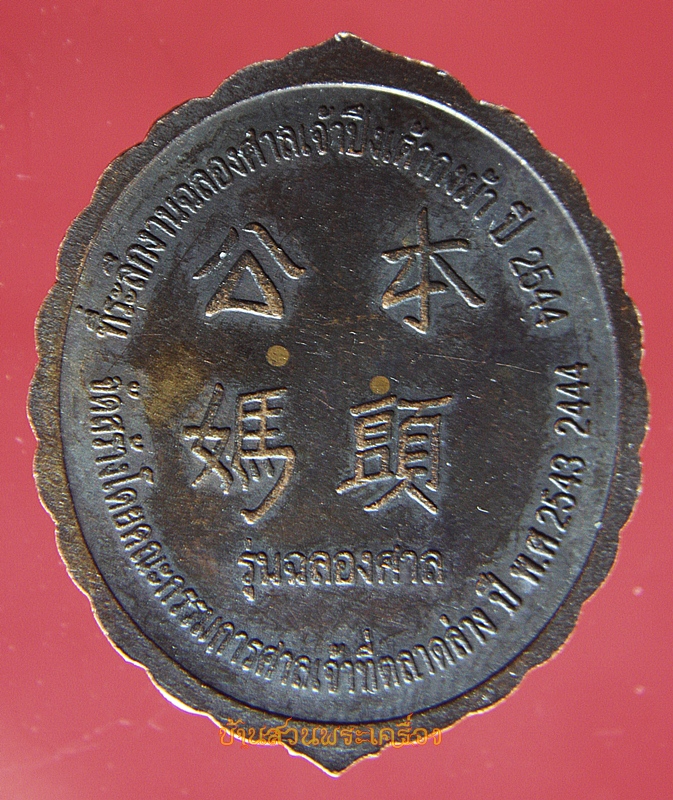 ที่ระลึกงานฉลองศาลเจ้าปึงเถ้ากงม่า ปี 2544
本 公
頭 媽
รุ่นฉลองศาล
จัดสร้างโดยคณะกรรมการศาลเจ้าที่ตลาดล่าง ปี พ.ศ.2543 2444
บ้านสวนพระเครื่อง